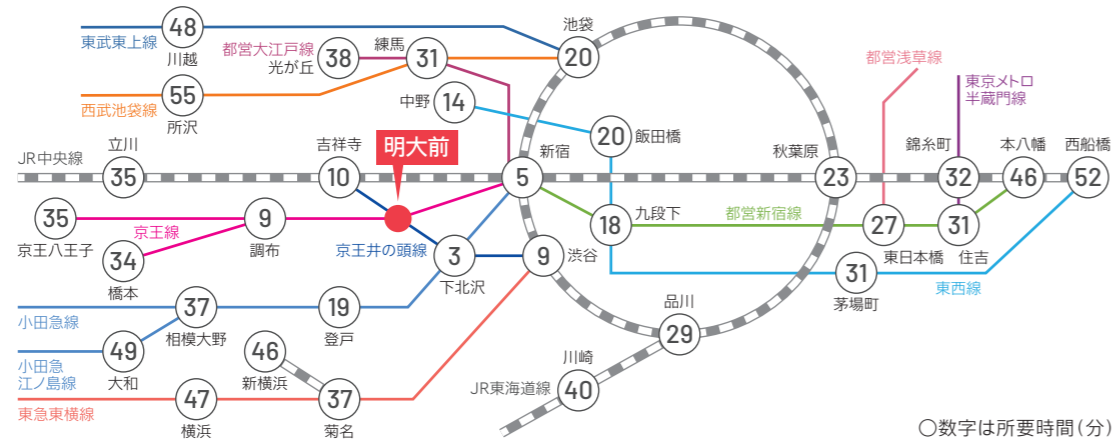 48
東武東上線
川越
池袋
20
都営大江戸線
光が丘
38
練馬
31
西武池袋線
55
所沢
中野
14
20
飯田橋
都営浅草線
東京メトロ
半蔵門線
JR中央線
立川
35
吉祥寺
10
明大前
新宿
5
秋葉原
23
錦糸町
32
本八幡
46
西船橋
52
35
京王八王子
京王線
9
調布
34
橋本
京王井の頭線
3
下北沢
9
渋谷
18
九段下
都営新宿線
27
東日本橋
31
住吉
31
茅場町
東西線
小田急線
37
相模大野
19
登戸
小田急
江ノ島線
49
大和
46
新横浜
東急東横線
47
横浜
37
菊名
品川
29
川崎
JR東海道線
40
○数字は所要時間(分)